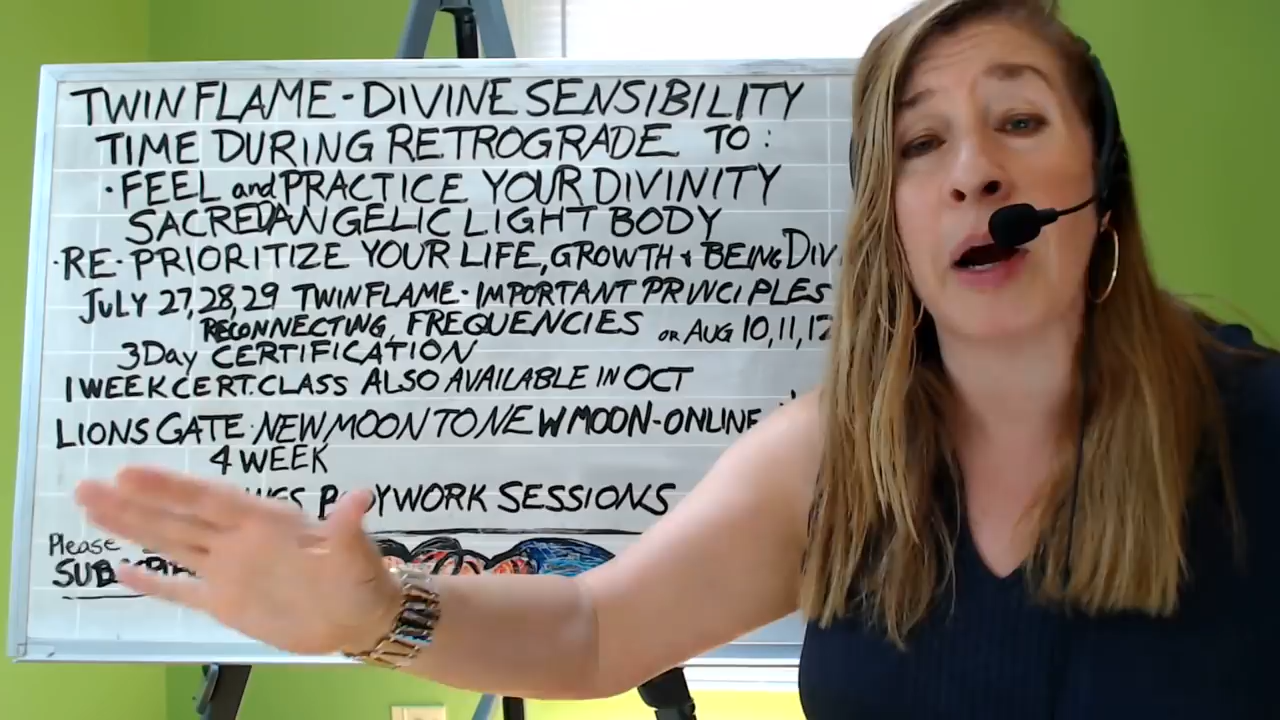 TWIN FLAME - DIVINE SENSIBILITY
TIME DURING RETROGRADE TO:
• FEEL and PRACTICE YOUR DIVINITY
SACRED ANGELIC LIGHT BODY
• RE-PRIORITIZE YOUR LIFE, GROWTH & BEING DIV
JULY 27, 28, 29 TWIN FLAME - IMPORTANT PRINCIPLES
RECONNECTING FREQUENCIES OR AUG 10, 11, 12
3 Day CERTIFICATION
1 WEEK CERT. CLASS ALSO AVAILABLE IN OCT
LIONS GATE • NEW MOON TO NEW MOON - ONLINE
4 WEEK
BODYWORK SESSIONS
Please